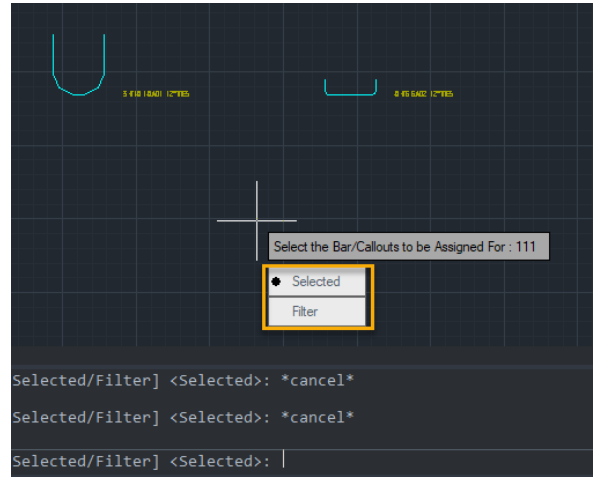 Select the Bar/Callouts to be Assigned For : 111
Selected
Filter
Selected/Filter] <Selected>: *cancel*
Selected/Filter] <Selected>: *cancel*
Selected/Filter] <Selected>: